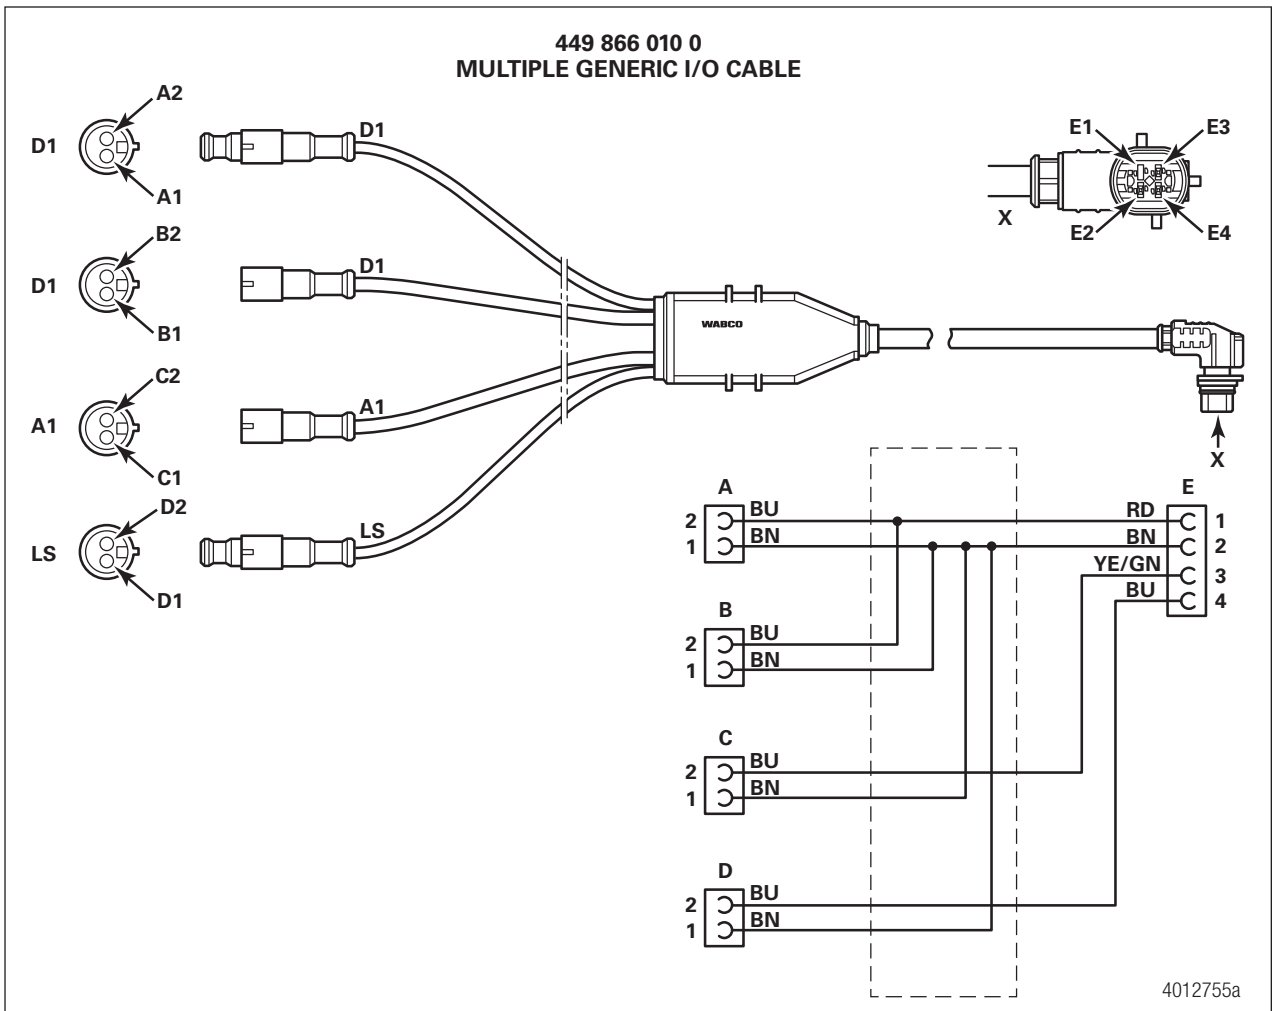 449 866 010 0
MULTIPLE GENERIC I/O CABLE
A2
D1
A1
D1
B2
D1
B1
D1
C2
A1
C1
A1
D2
LS
D1
LS
WABCO
E1
E3
X
E2
E4
X
A
2 BU
1 BN
B
2 BU
1 BN
C
2 BU
1 BN
D
2 BU
1 BN
E
RD 1
BN 2
YE/GN 3
BU 4
4012755a